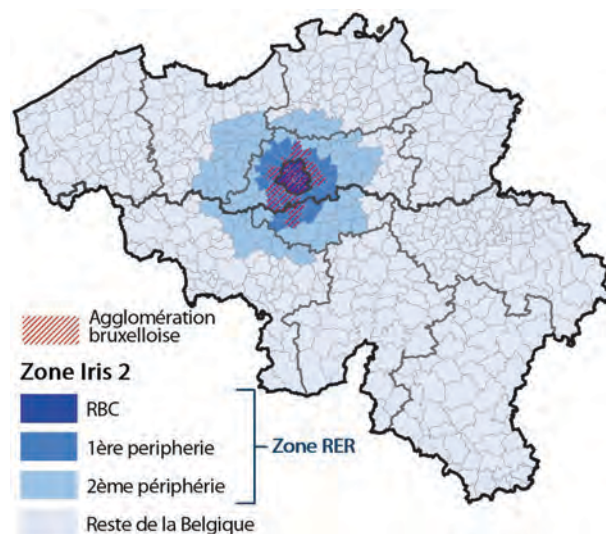 Agglomération
bruxelloise
Zone Iris 2
RBC
1ère peripherie
Zone RER
2ème périphérie
Reste de la Belgique